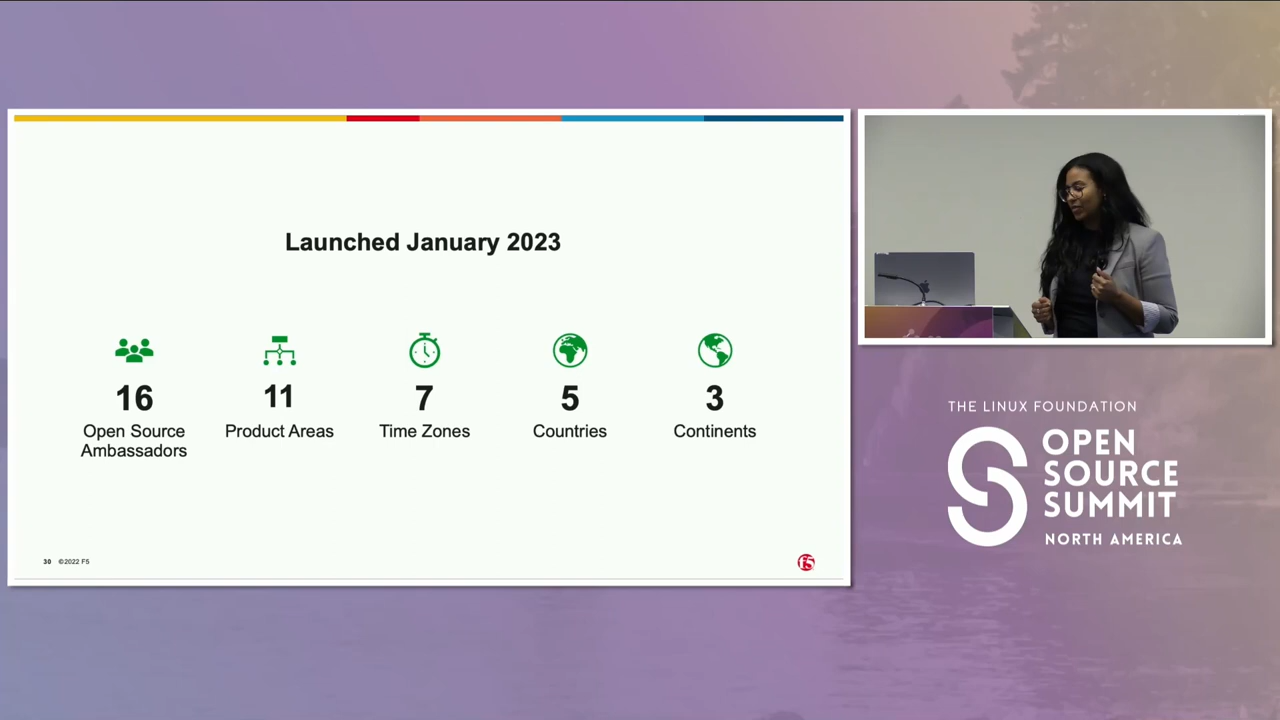 Launched January 2023
16
Open Source
Ambassadors
11
Product Areas
7
Time Zones
5
Countries
3
Continents
30 ©2022 F5
f5
THE LINUX FOUNDATION
OPEN
SOURCE
SUMMIT
NORTH AMERICA